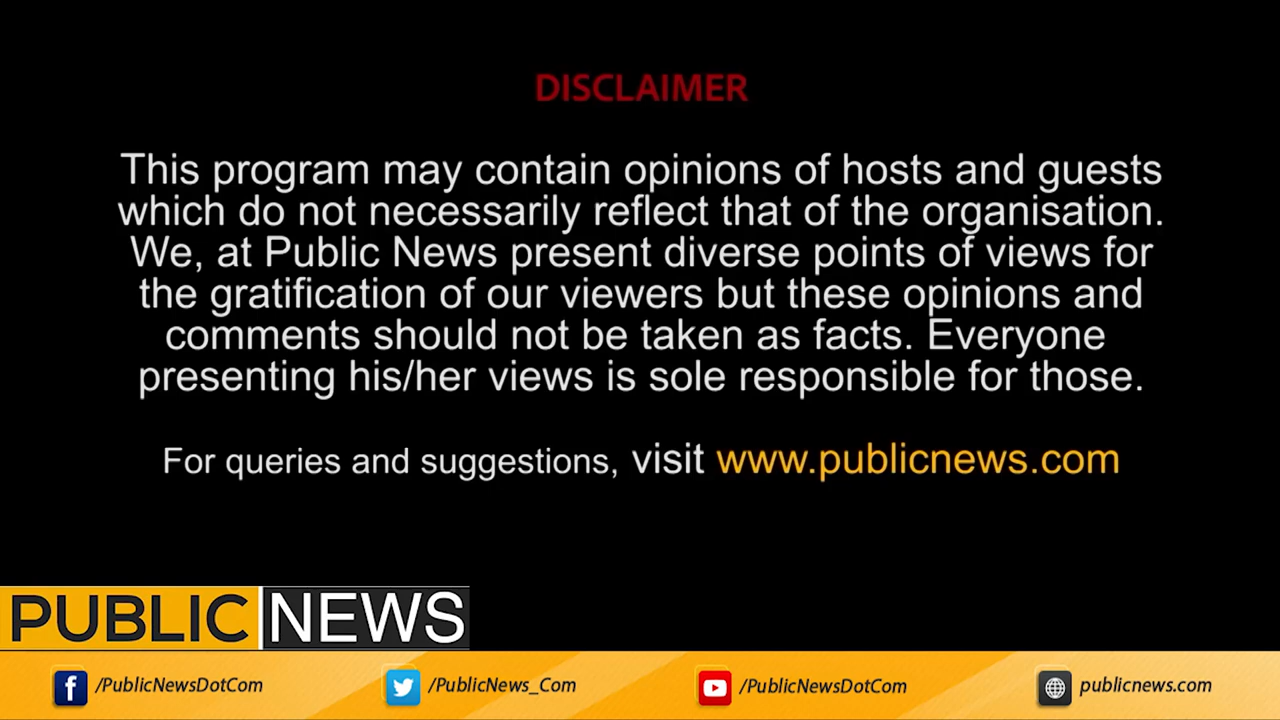 DISCLAIMER
This program may contain opinions of hosts and guests
which do not necessarily reflect that of the organisation.
We, at Public News present diverse points of views for
the gratification of our viewers but these opinions and
comments should not be taken as facts. Everyone
presenting his/her views is sole responsible for those.
For queries and suggestions, visit www.publicnews.com
PUBLIC NEWS
/PublicNewsDotCom /PublicNews_Com /PublicNewsDotCom publicnews.com